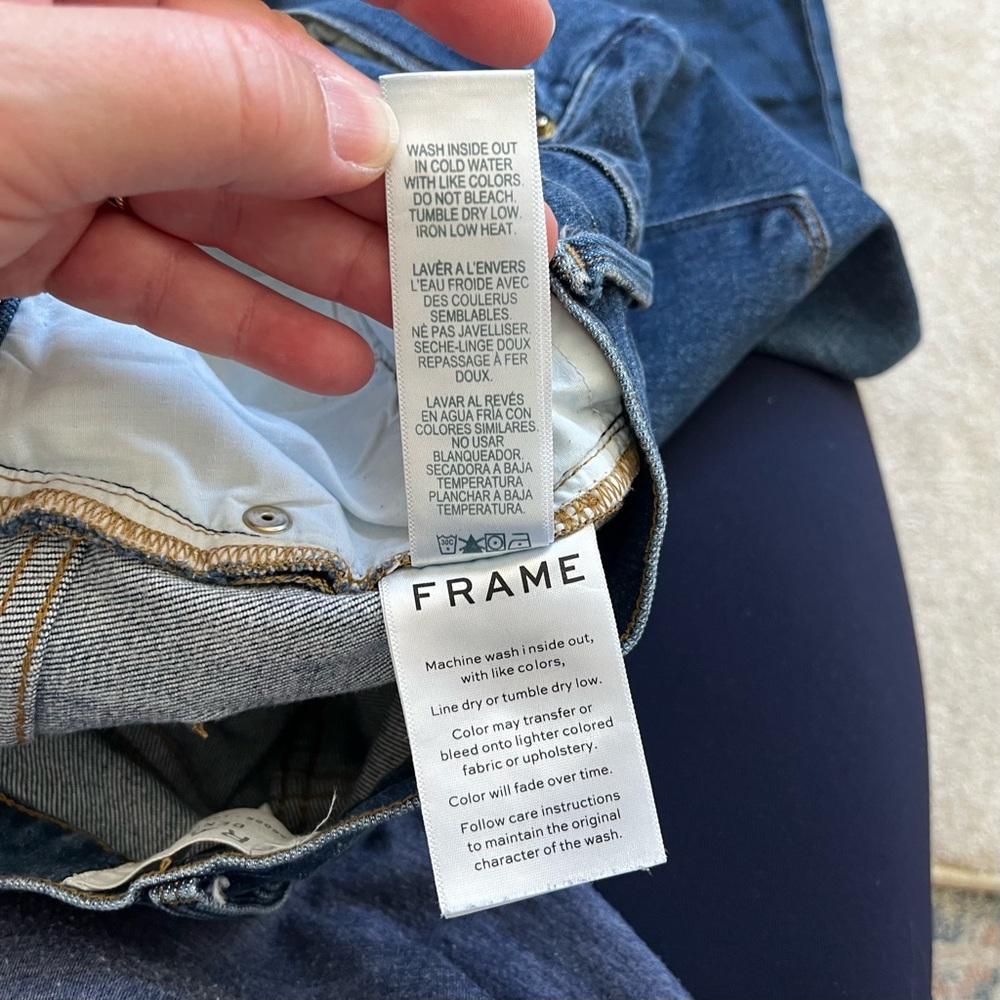 WASH INSIDE OUT
IN COLD WATER
WITH LIKE COLORS.
DO NOT BLEACH.
TUMBLE DRY LOW.
IRON LOW HEAT.
LAVÈR A L'ENVERS
L'EAU FROIDE AVEC
DES COULERUS
SEMBLABLES.
NÉ PAS JAVELLISER.
SECHE-LINGE DOUX
REPASSAGE À FER
DOUX.
LAVAR AL REVÉS
EN AGUA FRÍA CON
COLORES SIMILARES.
NO USAR
BLANQUEADOR.
SECADORA A BAJA
TEMPERATURA
PLANCHAR A BAJA
TEMPERATURA.
30C
FRAME
Machine wash inside out,
with like colors,
Line dry or tumble dry low.
Color may transfer or
bleed onto lighter colored
fabric or upholstery.
Color will fade over time.
Follow care instructions
to maintain the original
character of the wash.